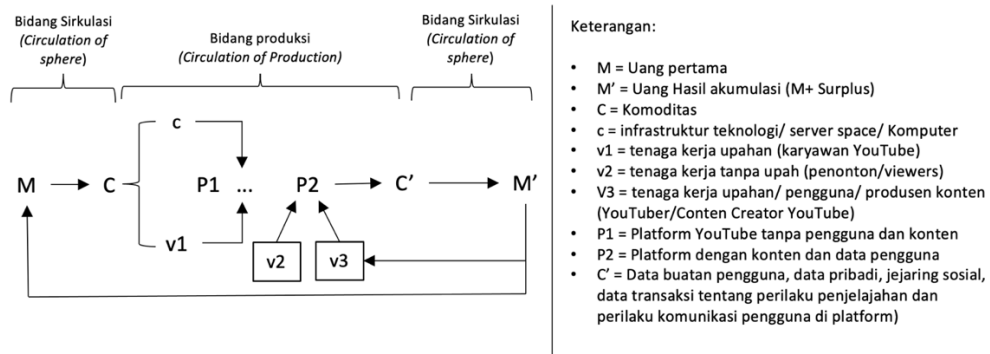 Bidang Sirkulasi
(Circulation of
sphere)
Bidang produksi
(Circulation of Production)
Bidang Sirkulasi
(Circulation of
sphere)
c
M
C
P1 ...
P2
C’
M’
v1
v2
v3
Keterangan:
• M = Uang pertama
• M’ = Uang Hasil akumulasi (M+ Surplus)
• C = Komoditas
• c = infrastruktur teknologi/ server space/ Komputer
• v1 = tenaga kerja upahan (karyawan YouTube)
• v2 = tenaga kerja tanpa upah (penonton/viewers)
• V3 = tenaga kerja upahan/ pengguna/ produsen konten
(YouTuber/Conten Creator YouTube)
• P1 = Platform YouTube tanpa pengguna dan konten
• P2 = Platform dengan konten dan data pengguna
• C’ = Data buatan pengguna, data pribadi, jejaring sosial,
data transaksi tentang perilaku penjelajahan dan
perilaku komunikasi pengguna di platform)